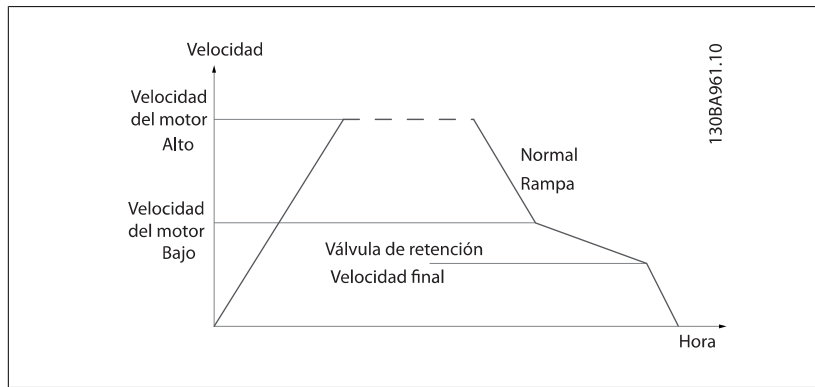 Velocidad
Velocidad
del motor
Alto
Normal
Rampa
Velocidad
del motor
Bajo
Válvula de retención
Velocidad final
Hora
130BA961.10